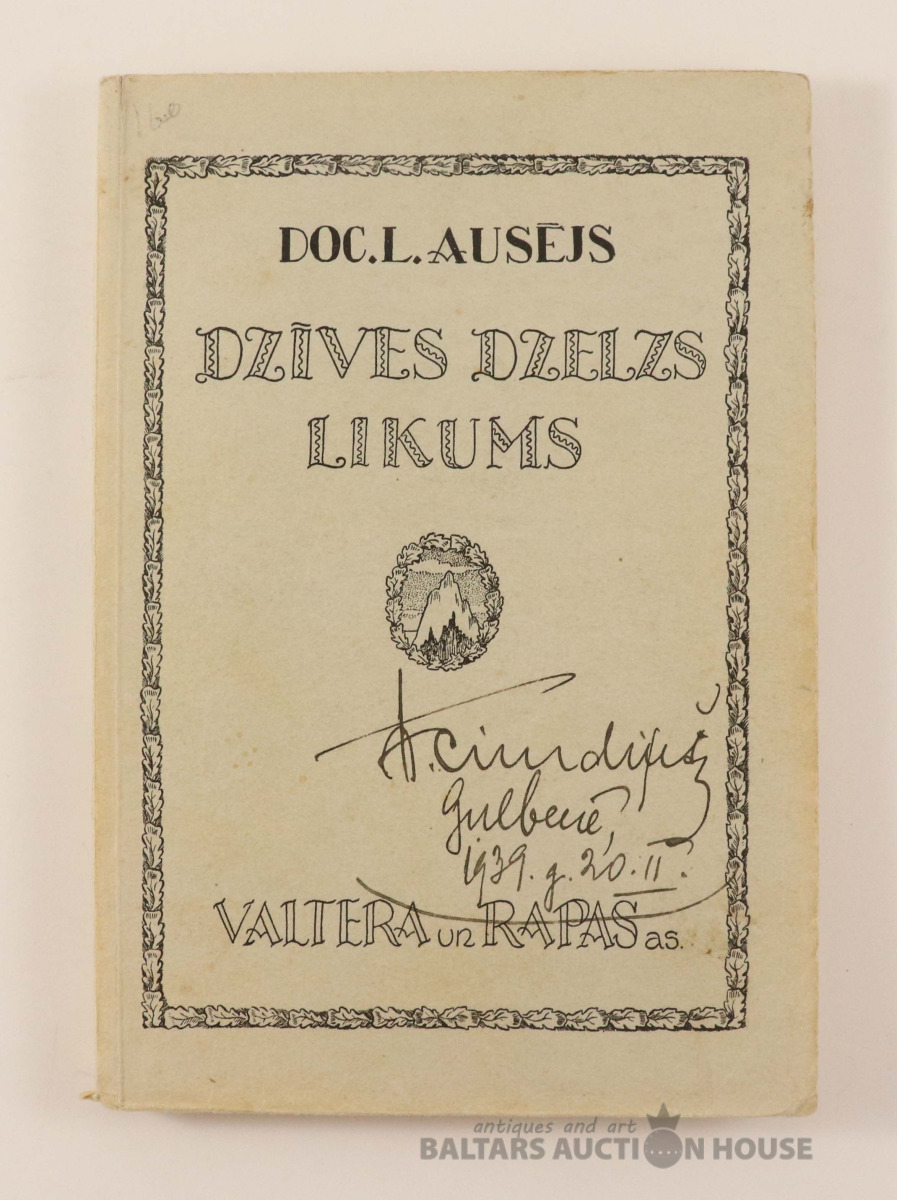 DOC. L. AUSĒJS
DZĪVES DZELZS
LIKUMS
Gulbenē,
1939. g. 20. II.
VALTERA un RAPAS as.
antiques and art
BALTARS AUCTION HOUSE